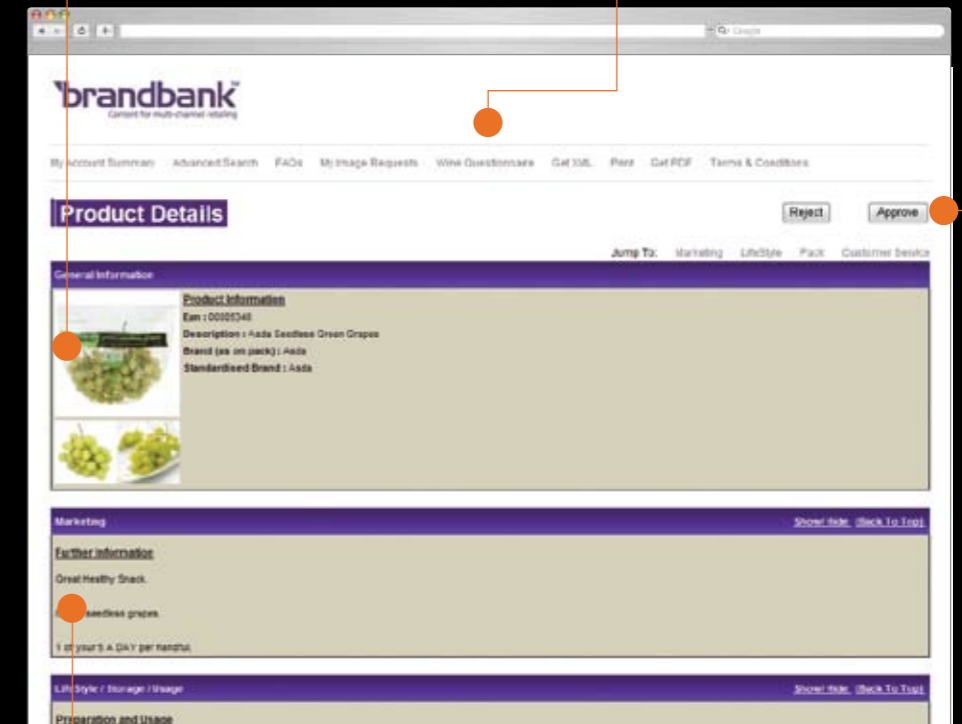 Google
brandbank™
Content for multi-channel retailing
My Account Summary Advanced Search FAQs My Image Requests Wine Questionnaire Get XML Print Get PDF Terms & Conditions
Product Details
Reject Approve
Jump To: Marketing LifeStyle Pack Customer Service
General Information
Product Information
Ean :
Description : Asda Seedless Green Grapes
Brand (as on pack) : Asda
Standardised Brand : Asda
Marketing Show/ Hide (Back To Top)
Further Information
Great Healthy Snack.
seedless grapes.
1 of your 5 A DAY per handful.
LifeStyle / Storage / Usage Show/ Hide (Back To Top)
Preparation and Usage